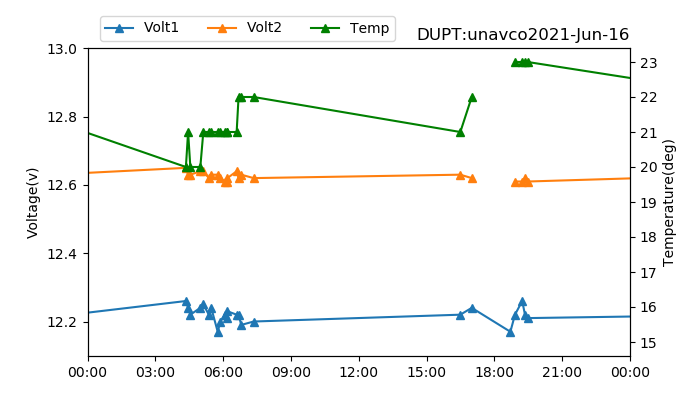 Volt1 Volt2 Temp
DUPT:unavco2021-Jun-16
13.0
12.8
12.6
12.4
12.2
Voltage(v)
23
22
21
20
19
18
17
16
15
Temperature(deg)
00:00 03:00 06:00 09:00 12:00 15:00 18:00 21:00 00:00